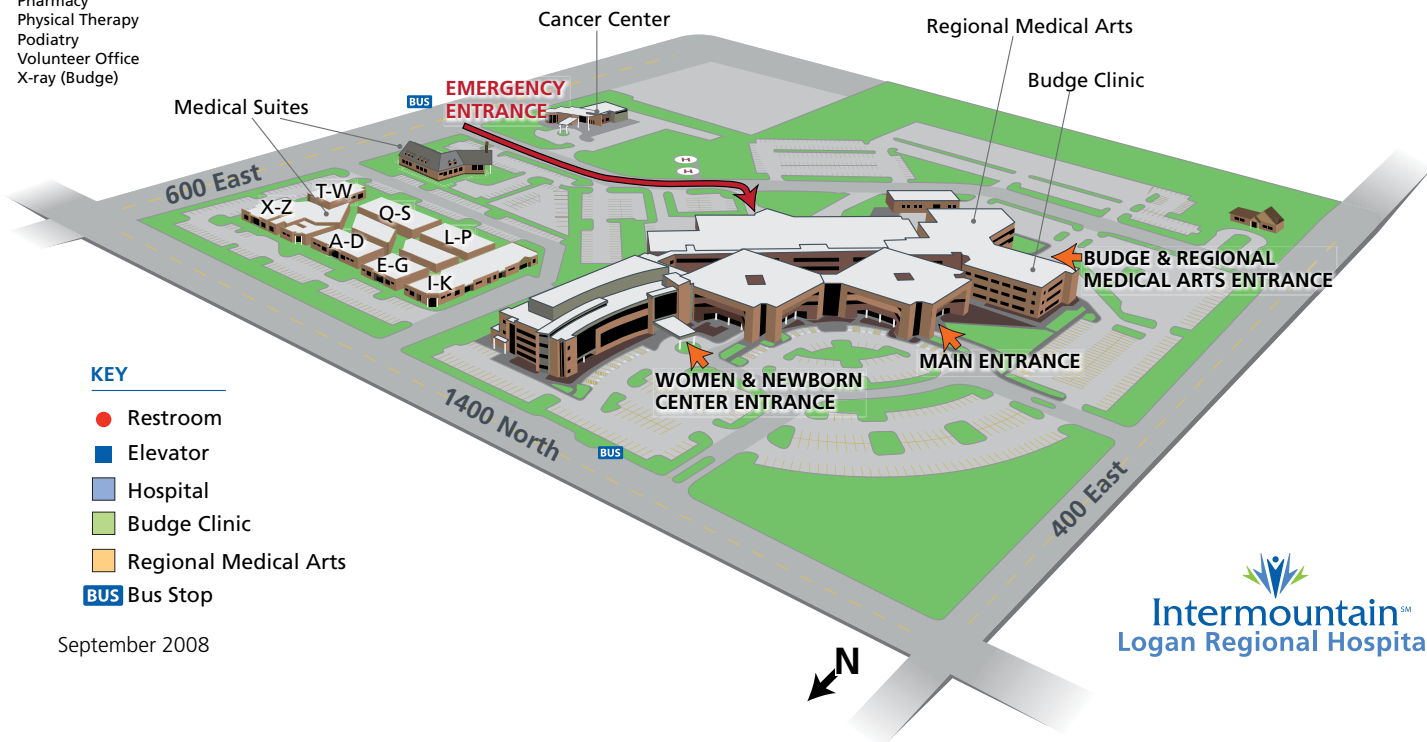 Pharmacy
Physical Therapy
Podiatry
Volunteer Office
X-ray (Budge)
Cancer Center
Regional Medical Arts
Budge Clinic
Medical Suites
BUS
EMERGENCY
ENTRANCE
H
H
600 East
T-W
X-Z
Q-S
A-D
L-P
E-G
I-K
BUDGE & REGIONAL
MEDICAL ARTS ENTRANCE
MAIN ENTRANCE
WOMEN & NEWBORN
CENTER ENTRANCE
1400 North
BUS
400 East
KEY
Restroom
Elevator
Hospital
Budge Clinic
Regional Medical Arts
BUS Bus Stop
September 2008
N
Intermountain SM
Logan Regional Hospita